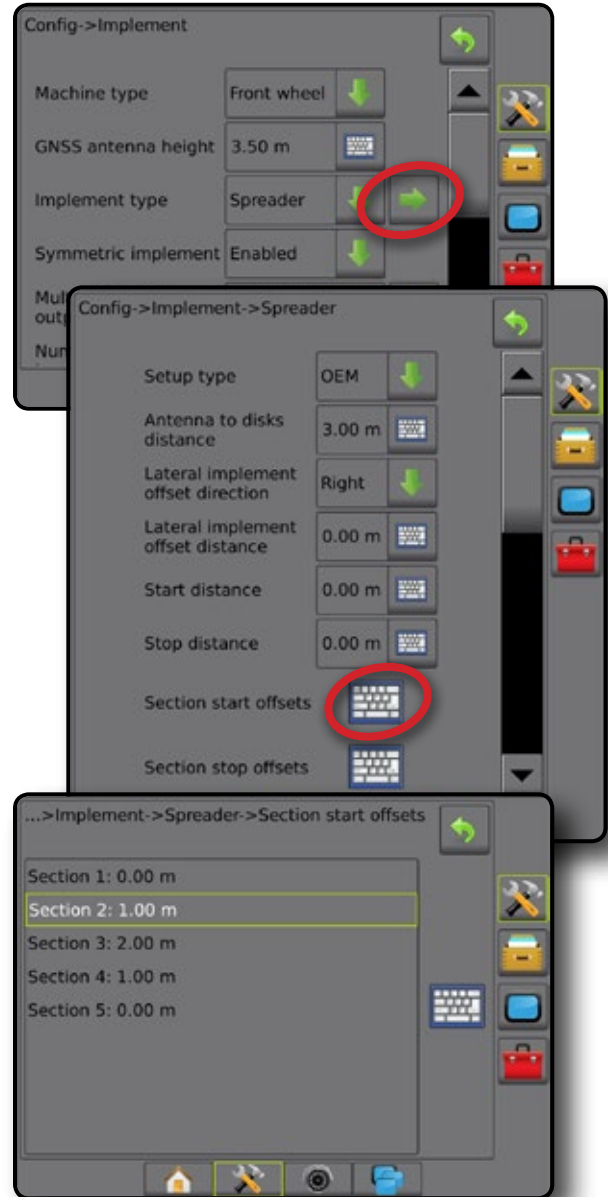 Config->Implement
Machine type Front wheel
GNSS antenna height 3.50 m
Implement type Spreader
Symmetric implement Enabled
Config->Implement->Spreader
Setup type OEM
Antenna to disks
distance 3.00 m
Lateral implement
offset direction Right
Lateral implement
offset distance 0.00 m
Start distance 0.00 m
Stop distance 0.00 m
Section start offsets
Section stop offsets
...>Implement->Spreader->Section start offsets
Section 1: 0.00 m
Section 2: 1.00 m
Section 3: 2.00 m
Section 4: 1.00 m
Section 5: 0.00 m